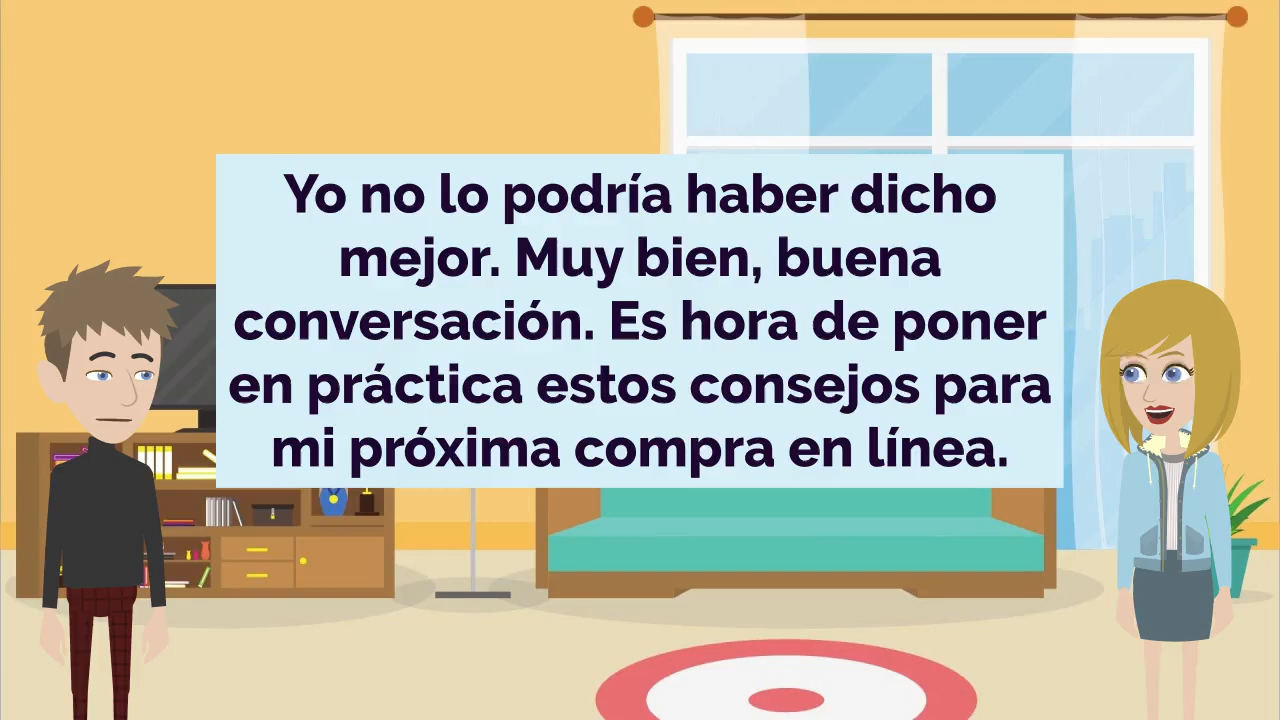 Yo no lo podría haber dicho
mejor. Muy bien, buena
conversación. Es hora de poner
en práctica estos consejos para
mi próxima compra en línea.